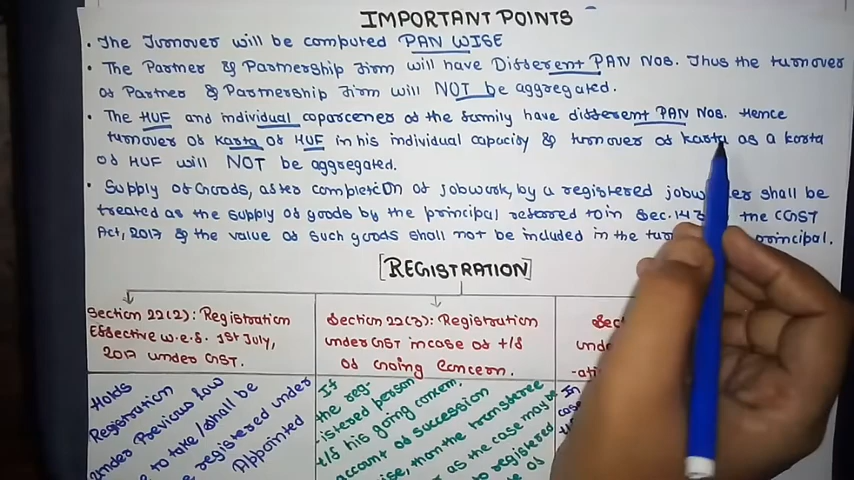 IMPORTANT POINTS
• The Turnover will be computed PAN WISE
• The Partner & Partnership Firm will have Different PAN Nos. Thus the turnover
of Partner & Partnership Firm will NOT be aggregated.
• The HUF and individual coparceners of the family have different PAN Nos. Hence
turnover of karta of HUF in his individual capacity & turnover of karta as a karta
of HUF will NOT be aggregated.
• Supply of Goods, after completion of jobwork, by a registered shall be
treated as the supply of goods by the principal referred to in Sec. 143 the CGST
Act, 2017 & the value of such goods shall not be included in the principal.
[REGISTRATION]
Section 22(2): Registration
Effective w.e.f. 1st July,
2017 under GST.
Section 22(3): Registration
under GST incase of t/f
of Going Concern.
Holds
Registration
under Previous Law
to take/shall be
registered under
Appointed
If
the reg-
istered person
t/f his going concern,
account of succession
then the transferee
or as the case may be
to registered
of
In